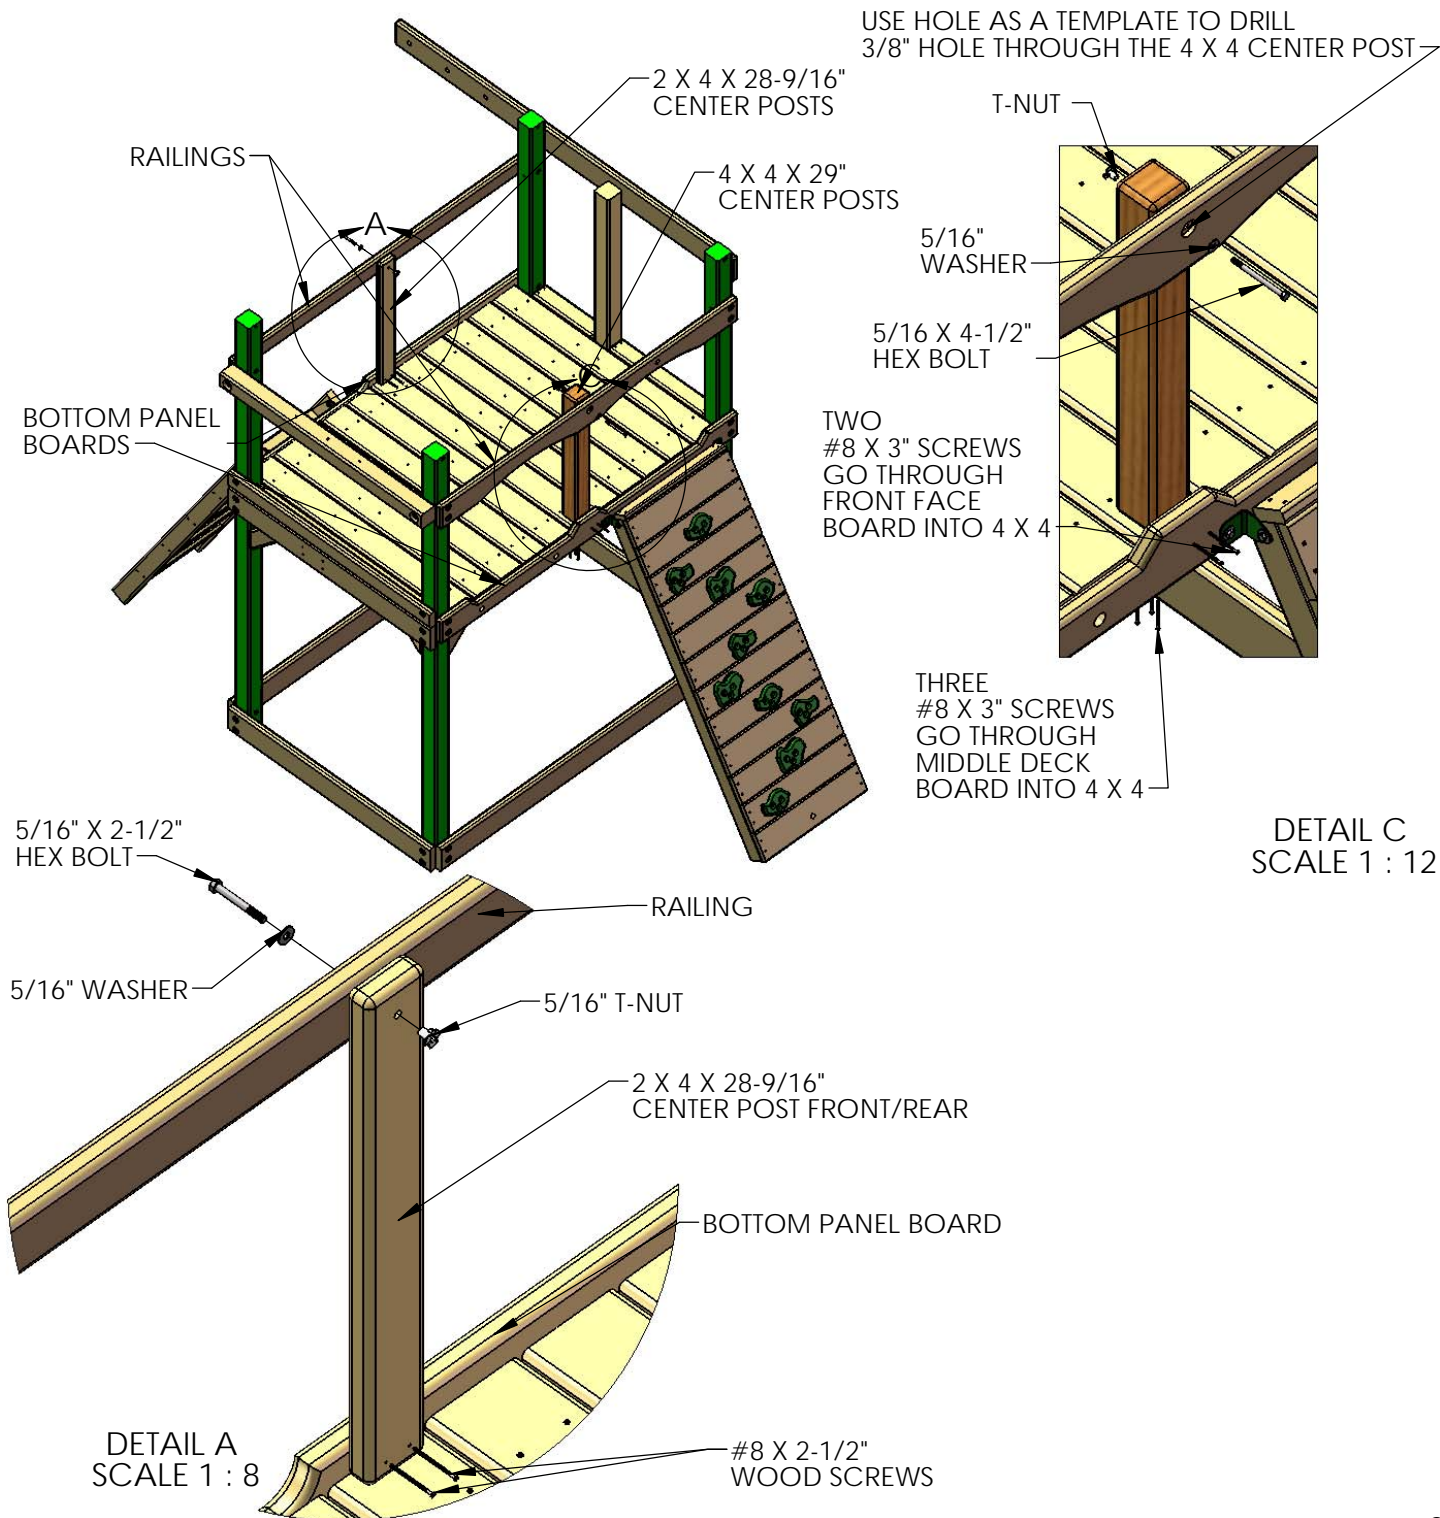 USE HOLE AS A TEMPLATE TO DRILL
3/8" HOLE THROUGH THE 4 X 4 CENTER POST
2 X 4 X 28-9/16"
CENTER POSTS
T-NUT
RAILINGS
4 X 4 X 29"
CENTER POSTS
A
5/16"
WASHER
5/16 X 4-1/2"
HEX BOLT
BOTTOM PANEL
BOARDS
TWO
#8 X 3" SCREWS
GO THROUGH
FRONT FACE
BOARD INTO 4 X 4
THREE
#8 X 3" SCREWS
GO THROUGH
MIDDLE DECK
BOARD INTO 4 X 4
DETAIL C
SCALE 1 : 12
5/16" X 2-1/2"
HEX BOLT
RAILING
5/16" WASHER
5/16" T-NUT
2 X 4 X 28-9/16"
CENTER POST FRONT/REAR
BOTTOM PANEL BOARD
DETAIL A
SCALE 1 : 8
#8 X 2-1/2"
WOOD SCREWS